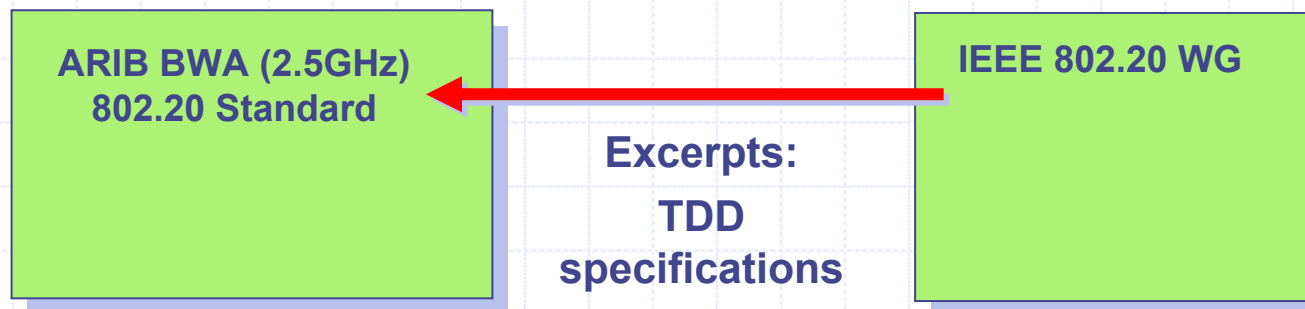 ARIB BWA (2.5GHz)
802.20 Standard
Excerpts:
TDD
specifications
IEEE 802.20 WG